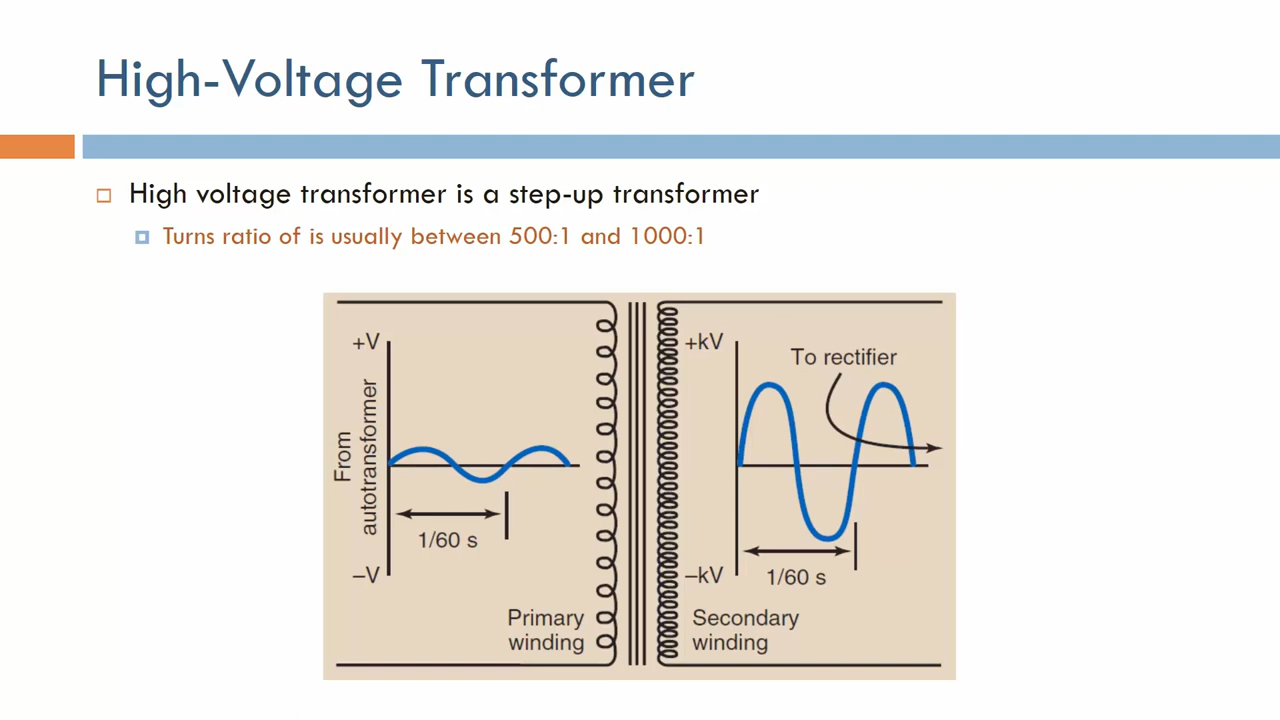 High-Voltage Transformer
High voltage transformer is a step-up transformer
Turns ratio of is usually between 500:1 and 1000:1
+V
From
autotransformer
1/60 s
–V
Primary
winding
+kV
To rectifier
1/60 s
–kV
Secondary
winding